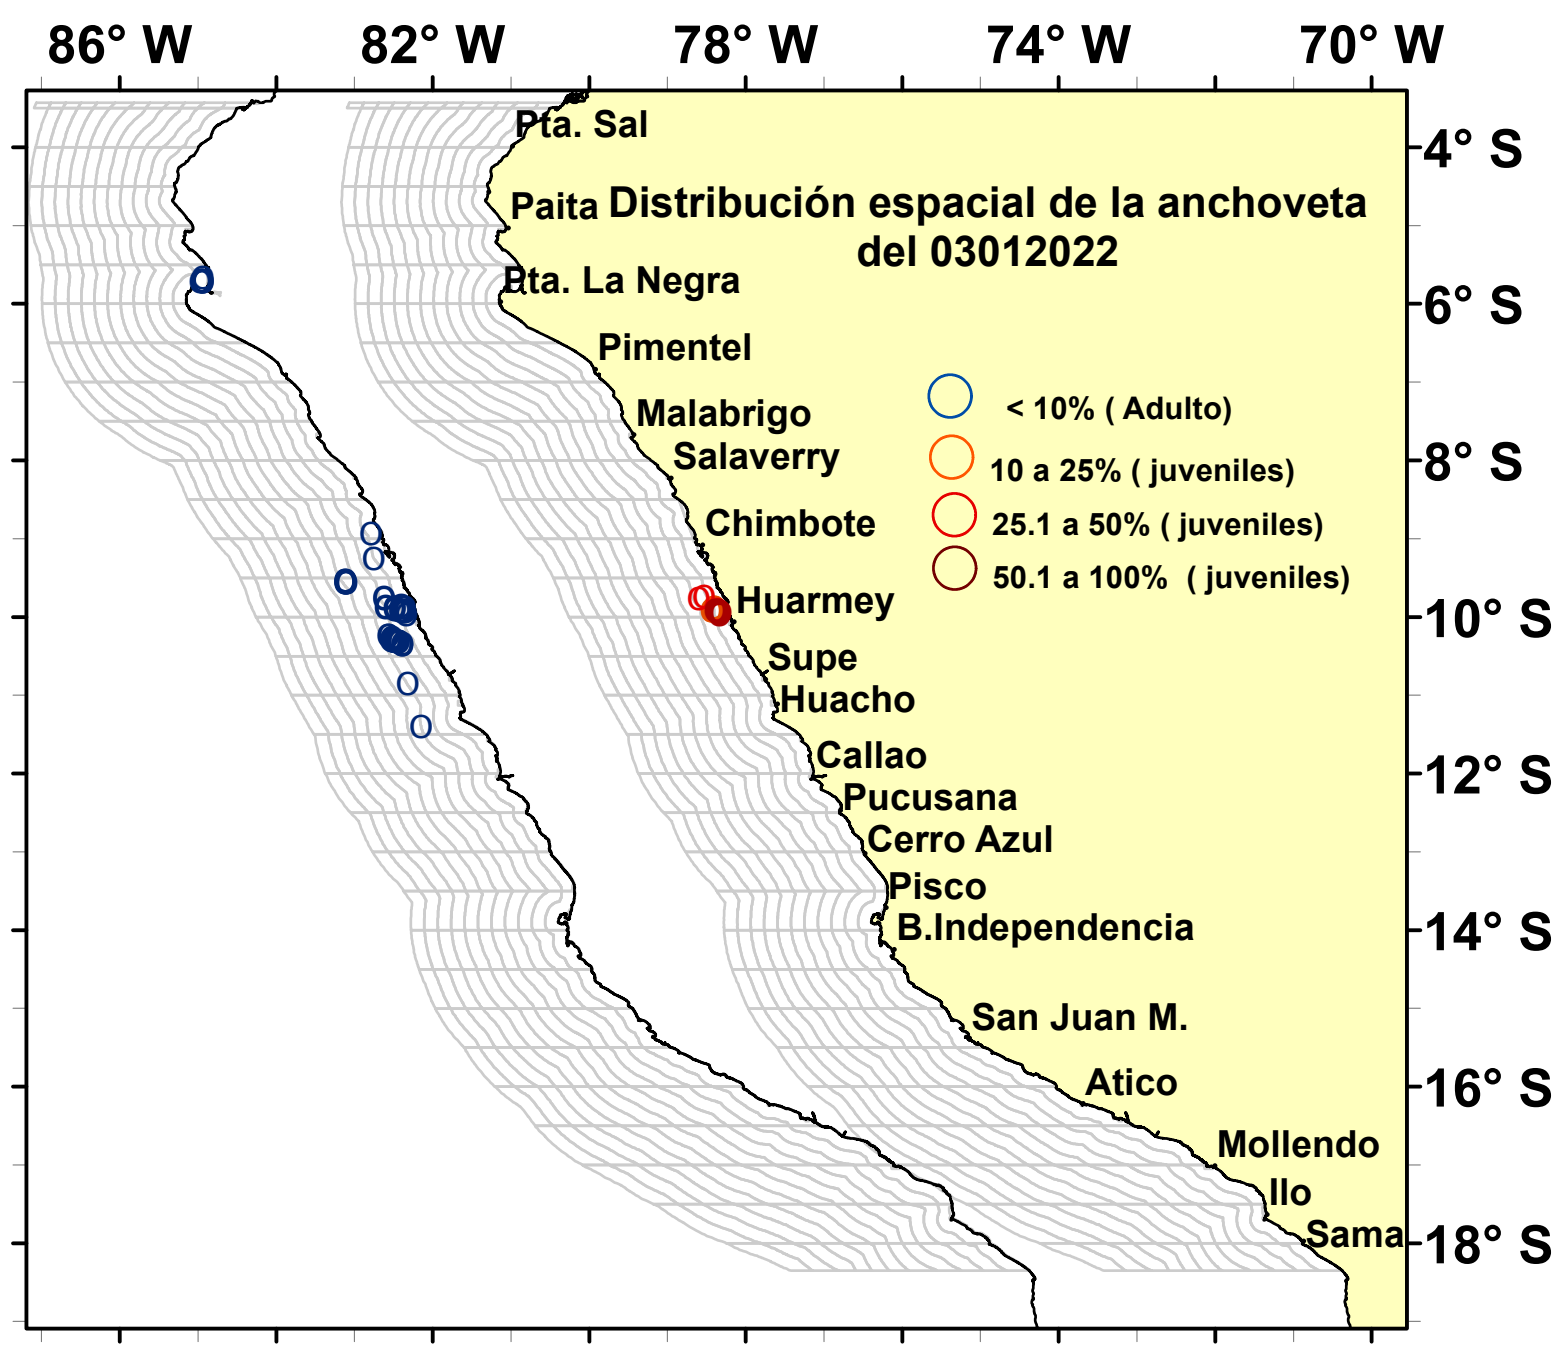 86° W 82° W 78° W 74° W 70° W
Pta. Sal
4° S
Paita
Distribución espacial de la anchoveta
del 03012022
Pta. La Negra
6° S
Pimentel
< 10% ( Adulto)
Malabrigo
Salaverry
8° S
10 a 25% ( juveniles)
Chimbote
25.1 a 50% ( juveniles)
50.1 a 100% ( juveniles)
Huarmey
10° S
Supe
Huacho
Callao
12° S
Pucusana
Cerro Azul
Pisco
B.Independencia
14° S
San Juan M.
Atico
16° S
Mollendo
Ilo
Sama
18° S